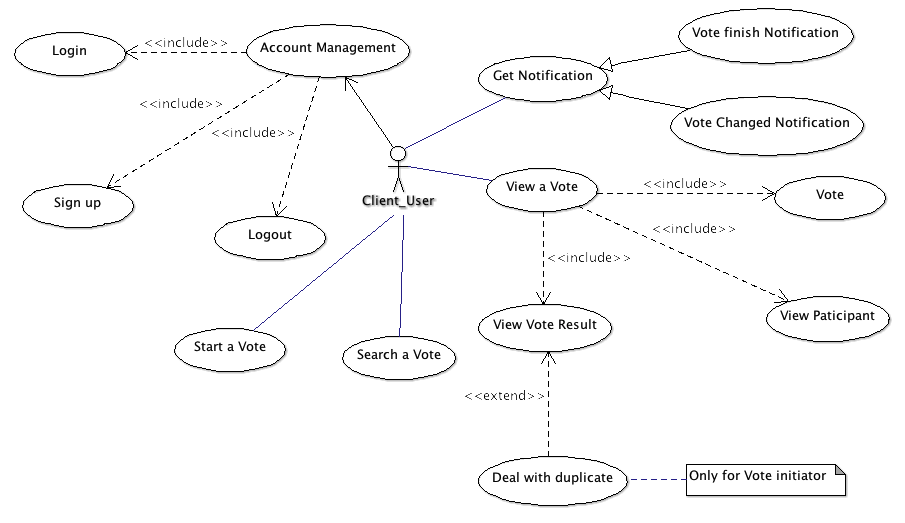 Vote finish Notification
Login
<<include>>
Account Management
Get Notification
<<include>>
<<include>>
Vote Changed Notification
Client_User
View a Vote
<<include>>
Vote
Sign up
Logout
<<include>>
<<include>>
View Paticipant
View Vote Result
Start a Vote
Search a Vote
<<extend>>
Deal with duplicate
Only for Vote initiator